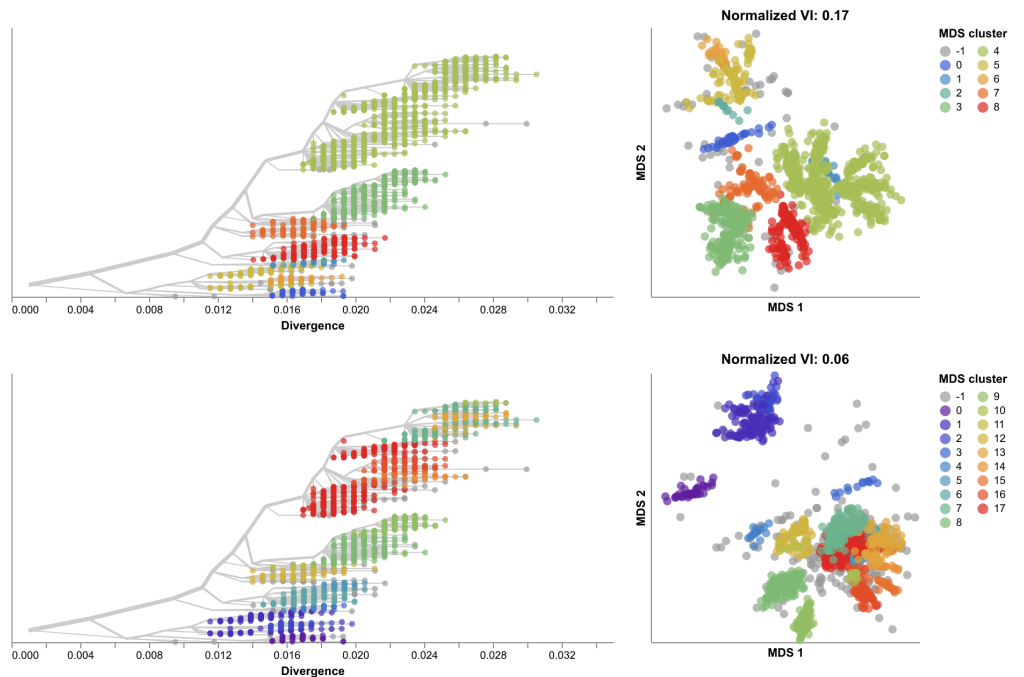 Normalized VI: 0.17
MDS cluster
-1 4
0 5
1 6
2 7
3 8
MDS 2
MDS 1
0.000 0.004 0.008 0.012 0.016 0.020 0.024 0.028 0.032
Divergence
Normalized VI: 0.06
MDS cluster
-1 9
0 10
1 11
2 12
3 13
4 14
5 15
6 16
7 17
8
MDS 2
MDS 1
0.000 0.004 0.008 0.012 0.016 0.020 0.024 0.028 0.032
Divergence